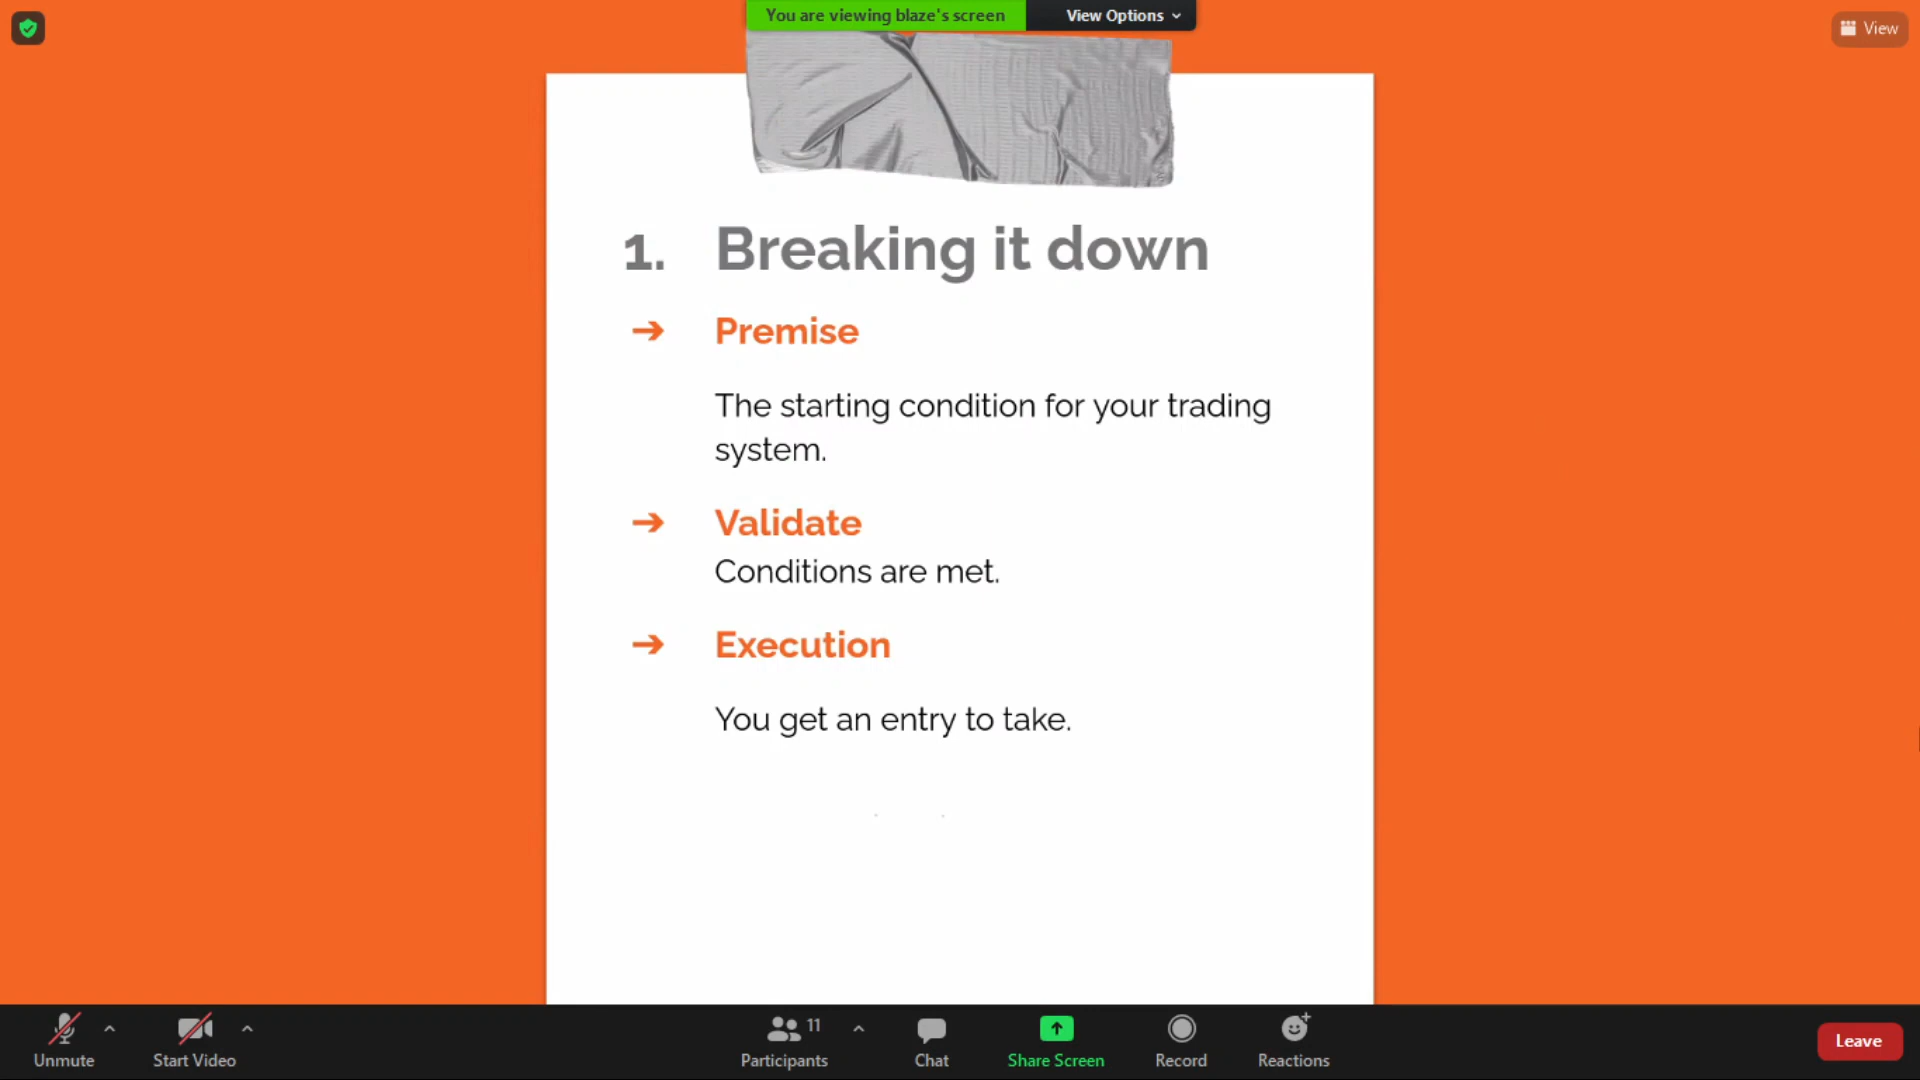 You are viewing blaze's screen
View Options
View
1. Breaking it down
➔ Premise
The starting condition for your trading
system.
➔ Validate
Conditions are met.
➔ Execution
You get an entry to take.
Unmute
Start Video
11
Participants
Chat
Share Screen
Record
Reactions
Leave